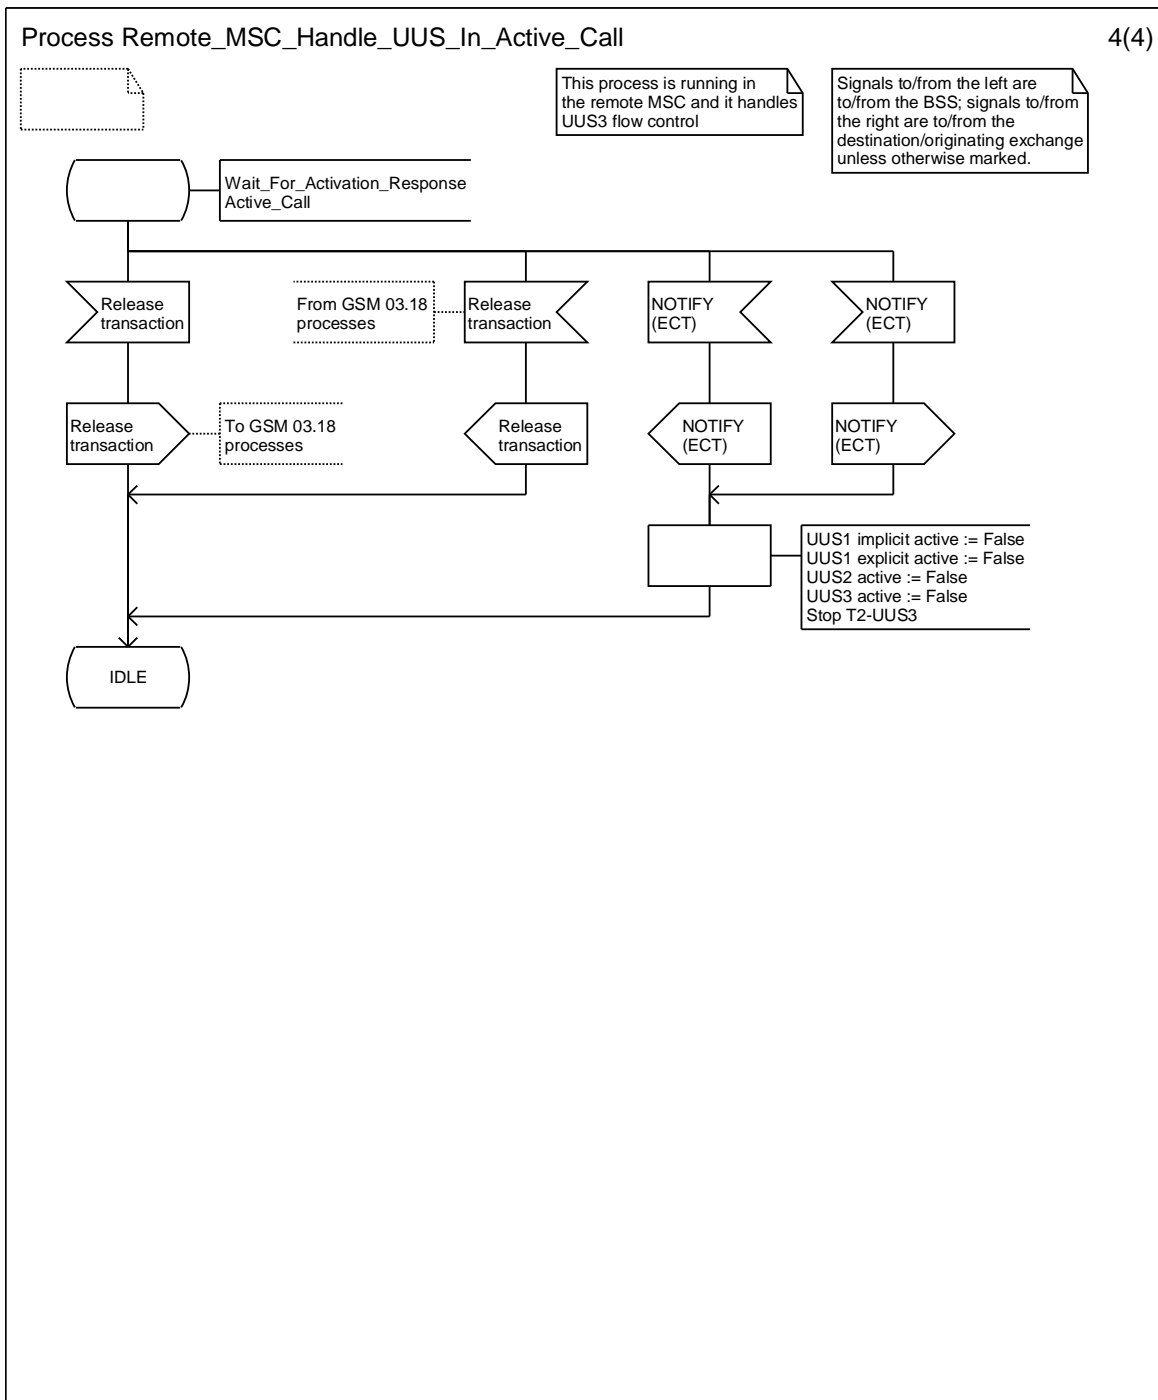 Process Remote_MSC_Handle_UUS_In_Active_Call
4(4)
This process is running in
the remote MSC and it handles
UUS3 flow control
Signals to/from the left are
to/from the BSS; signals to/from
the right are to/from the
destination/originating exchange
unless otherwise marked.
Wait_For_Activation_Response
Active_Call
Release
transaction
From GSM 03.18
processes
Release
transaction
NOTIFY
(ECT)
NOTIFY
(ECT)
Release
transaction
To GSM 03.18
processes
Release
transaction
NOTIFY
(ECT)
NOTIFY
(ECT)
UUS1 implicit active := False
UUS1 explicit active := False
UUS2 active := False
UUS3 active := False
Stop T2-UUS3
IDLE